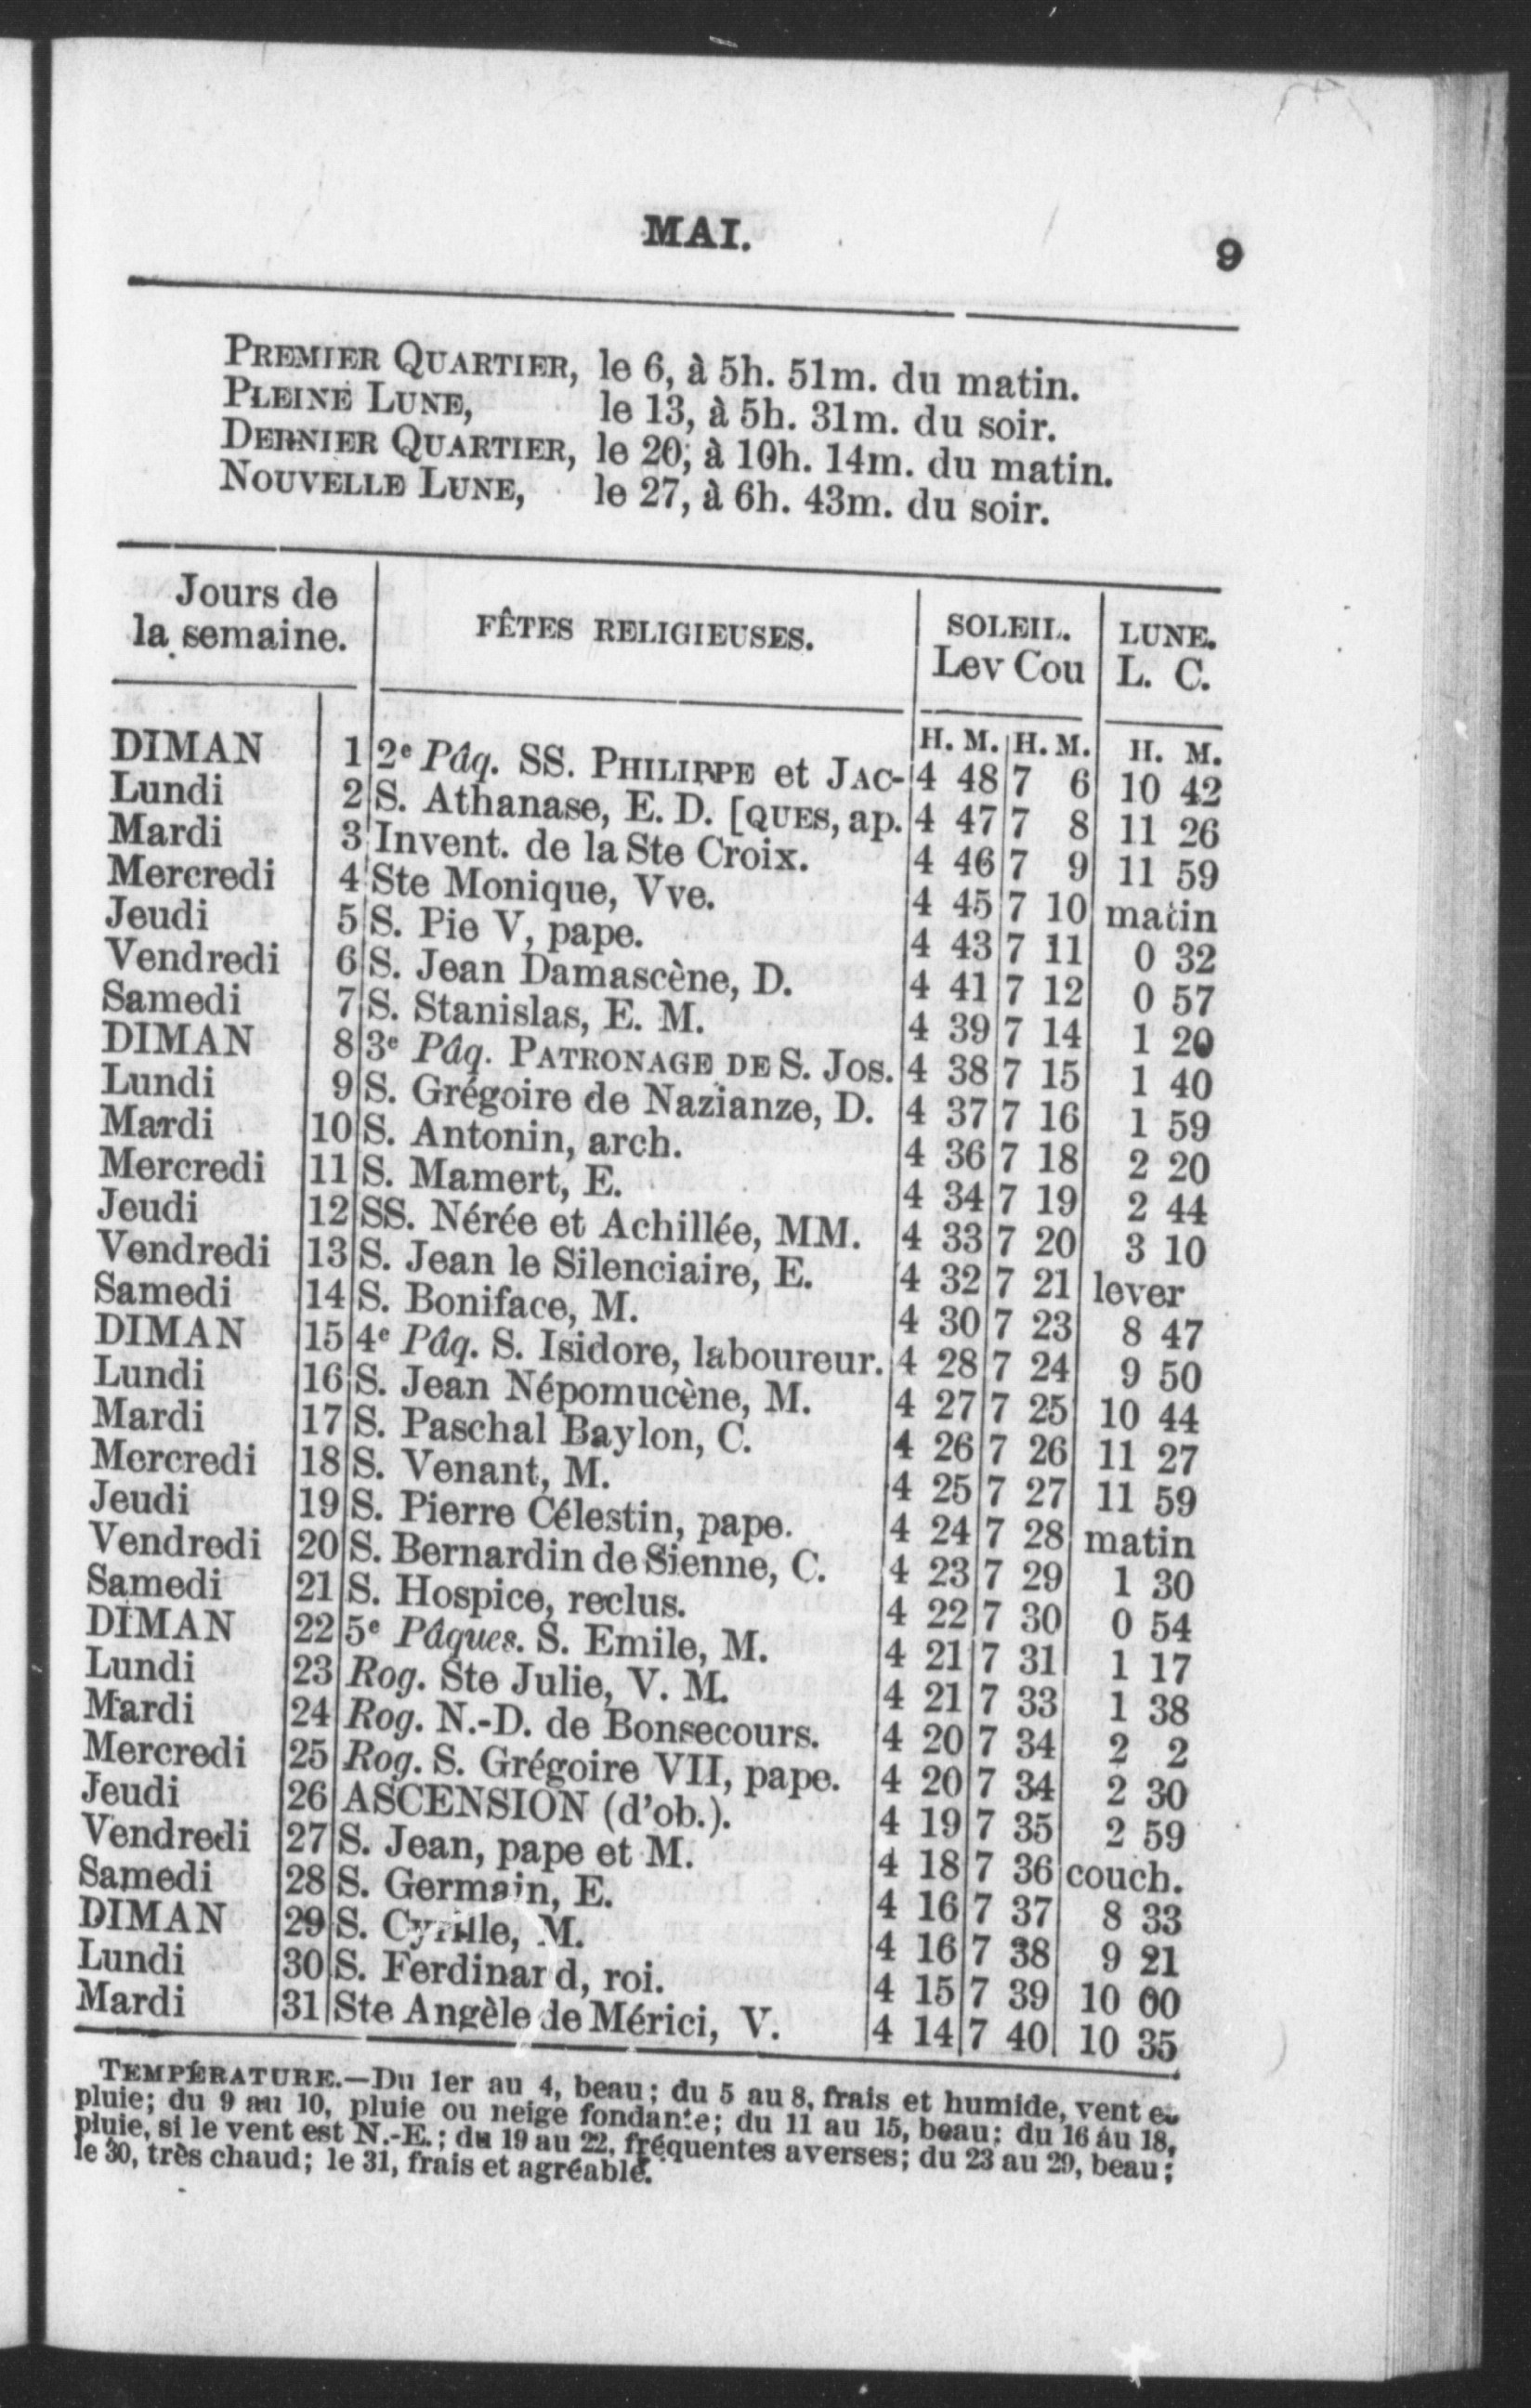 MAI.
9
PREMIER QUARTIER, le 6, à 5h. 51m. du matin.
PLEINE LUNE, le 13, à 5h. 31m. du soir.
DERNIER QUARTIER, le 20, à 10h. 14m. du matin.
NOUVELLE LUNE, le 27, à 6h. 43m. du soir.
Jours de la semaine. FÊTES RELIGIEUSES. SOLEIL. LUNE.
Lev Cou L. C.
H. M. H. M. H. M.
DIMAN 1 2e Pâq. SS. PHILIPPE et JAC- 4 48 7 6 10 42
Lundi 2 S. Athanase, E. D. [QUES, ap. 4 47 7 8 11 26
Mardi 3 Invent. de la Ste Croix. 4 46 7 9 11 59
Mercredi 4 Ste Monique, Vve. 4 45 7 10 matin
Jeudi 5 S. Pie V, pape. 4 43 7 11 0 32
Vendredi 6 S. Jean Damascène, D. 4 41 7 12 0 57
Samedi 7 S. Stanislas, E. M. 4 39 7 14 1 20
DIMAN 8 3e Pâq. PATRONAGE DE S. JOS. 4 38 7 15 1 40
Lundi 9 S. Grégoire de Nazianze, D. 4 37 7 16 1 59
Mardi 10 S. Antonin, arch. 4 36 7 18 2 20
Mercredi 11 S. Mamert, E. 4 34 7 19 2 44
Jeudi 12 SS. Nérée et Achillée, MM. 4 33 7 20 3 10
Vendredi 13 S. Jean le Silenciaire, E. 4 32 7 21 lever
Samedi 14 S. Boniface, M. 4 30 7 23 8 47
DIMAN 15 4e Pâq. S. Isidore, laboureur. 4 28 7 24 9 50
Lundi 16 S. Jean Népomucène, M. 4 27 7 25 10 44
Mardi 17 S. Paschal Baylon, C. 4 26 7 26 11 27
Mercredi 18 S. Venant, M. 4 25 7 27 11 59
Jeudi 19 S. Pierre Célestin, pape. 4 24 7 28 matin
Vendredi 20 S. Bernardin de Sienne, C. 4 23 7 29 1 30
Samedi 21 S. Hospice, reclus. 4 22 7 30 0 54
DIMAN 22 5e Pâques. S. Emile, M. 4 21 7 31 1 17
Lundi 23 Rog. Ste Julie, V. M. 4 21 7 33 1 38
Mardi 24 Rog. N.-D. de Bonsecours. 4 20 7 34 2 2
Mercredi 25 Rog. S. Grégoire VII, pape. 4 20 7 34 2 30
Jeudi 26 ASCENSION (d'ob.). 4 19 7 35 2 59
Vendredi 27 S. Jean, pape et M. 4 18 7 36 couch.
Samedi 28 S. Germain, E. 4 16 7 37 8 33
DIMAN 29 S. Cyrille, M. 4 16 7 38 9 21
Lundi 30 S. Ferdinand, roi. 4 15 7 39 10 00
Mardi 31 Ste Angèle de Mérici, V. 4 14 7 40 10 35
TEMPÉRATURE.—Du 1er au 4, beau; du 5 au 8, frais et humide, vent et
pluie; du 9 au 10, pluie ou neige fondante; du 11 au 15, beau; du 16 au 18,
pluie, si le vent est N.-E.; du 19 au 22, fréquentes averses; du 23 au 29, beau;
le 30, très chaud; le 31, frais et agréable.